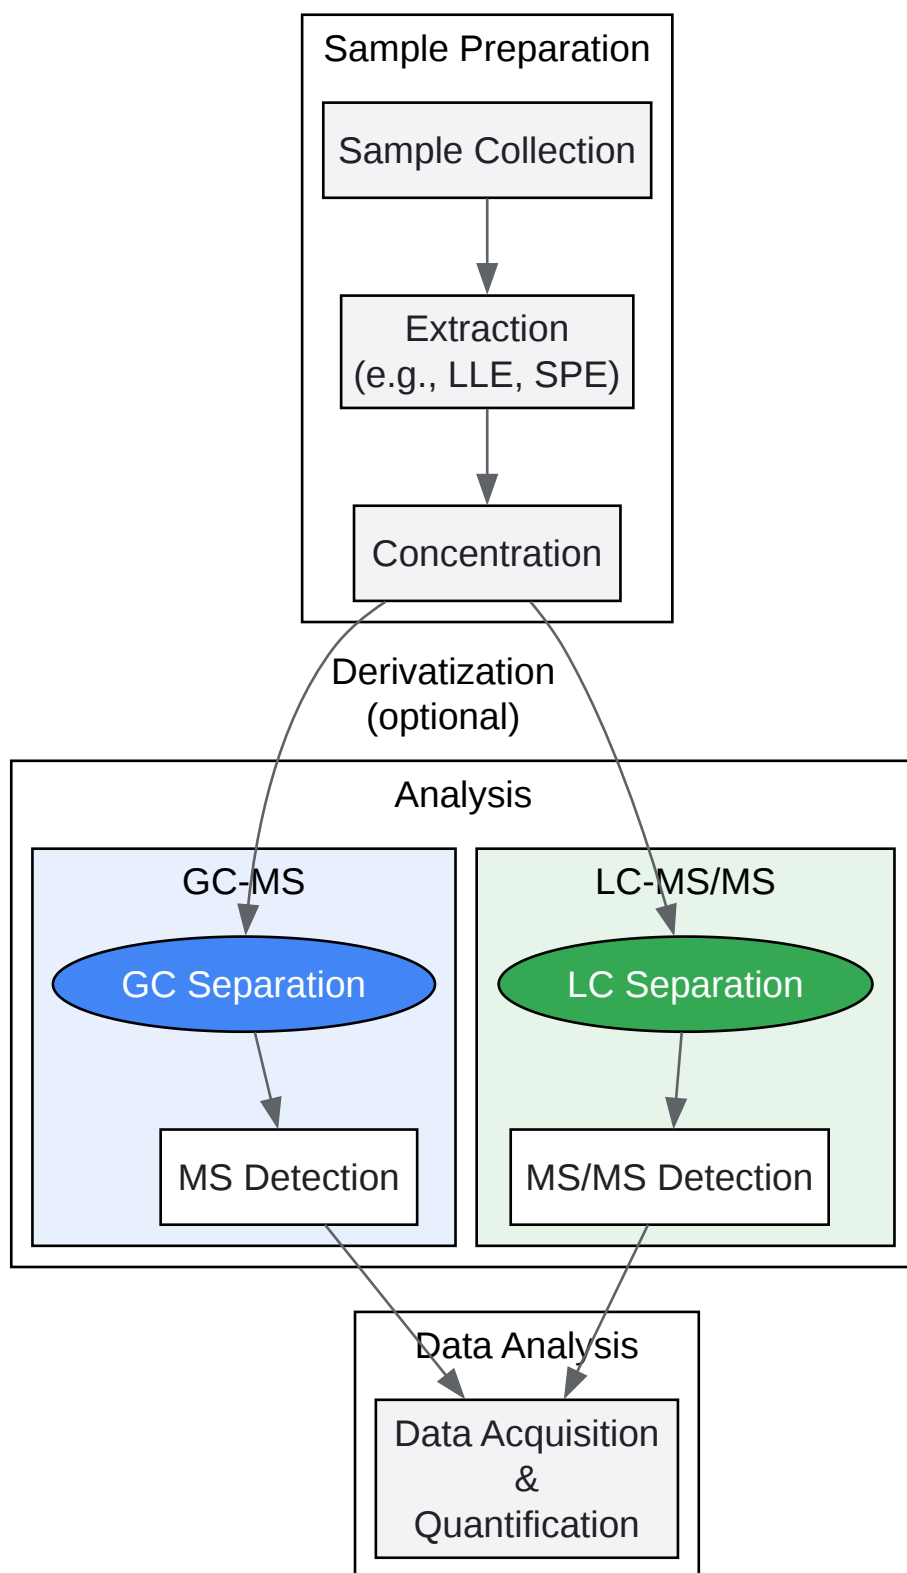 Sample Preparation
Sample Collection
Extraction
(e.g., LLE, SPE)
Concentration
Derivatization
(optional)
Analysis
GC-MS
LC-MS/MS
GC Separation
LC Separation
MS Detection
MS/MS Detection
Data Analysis
Data Acquisition
&
Quantification